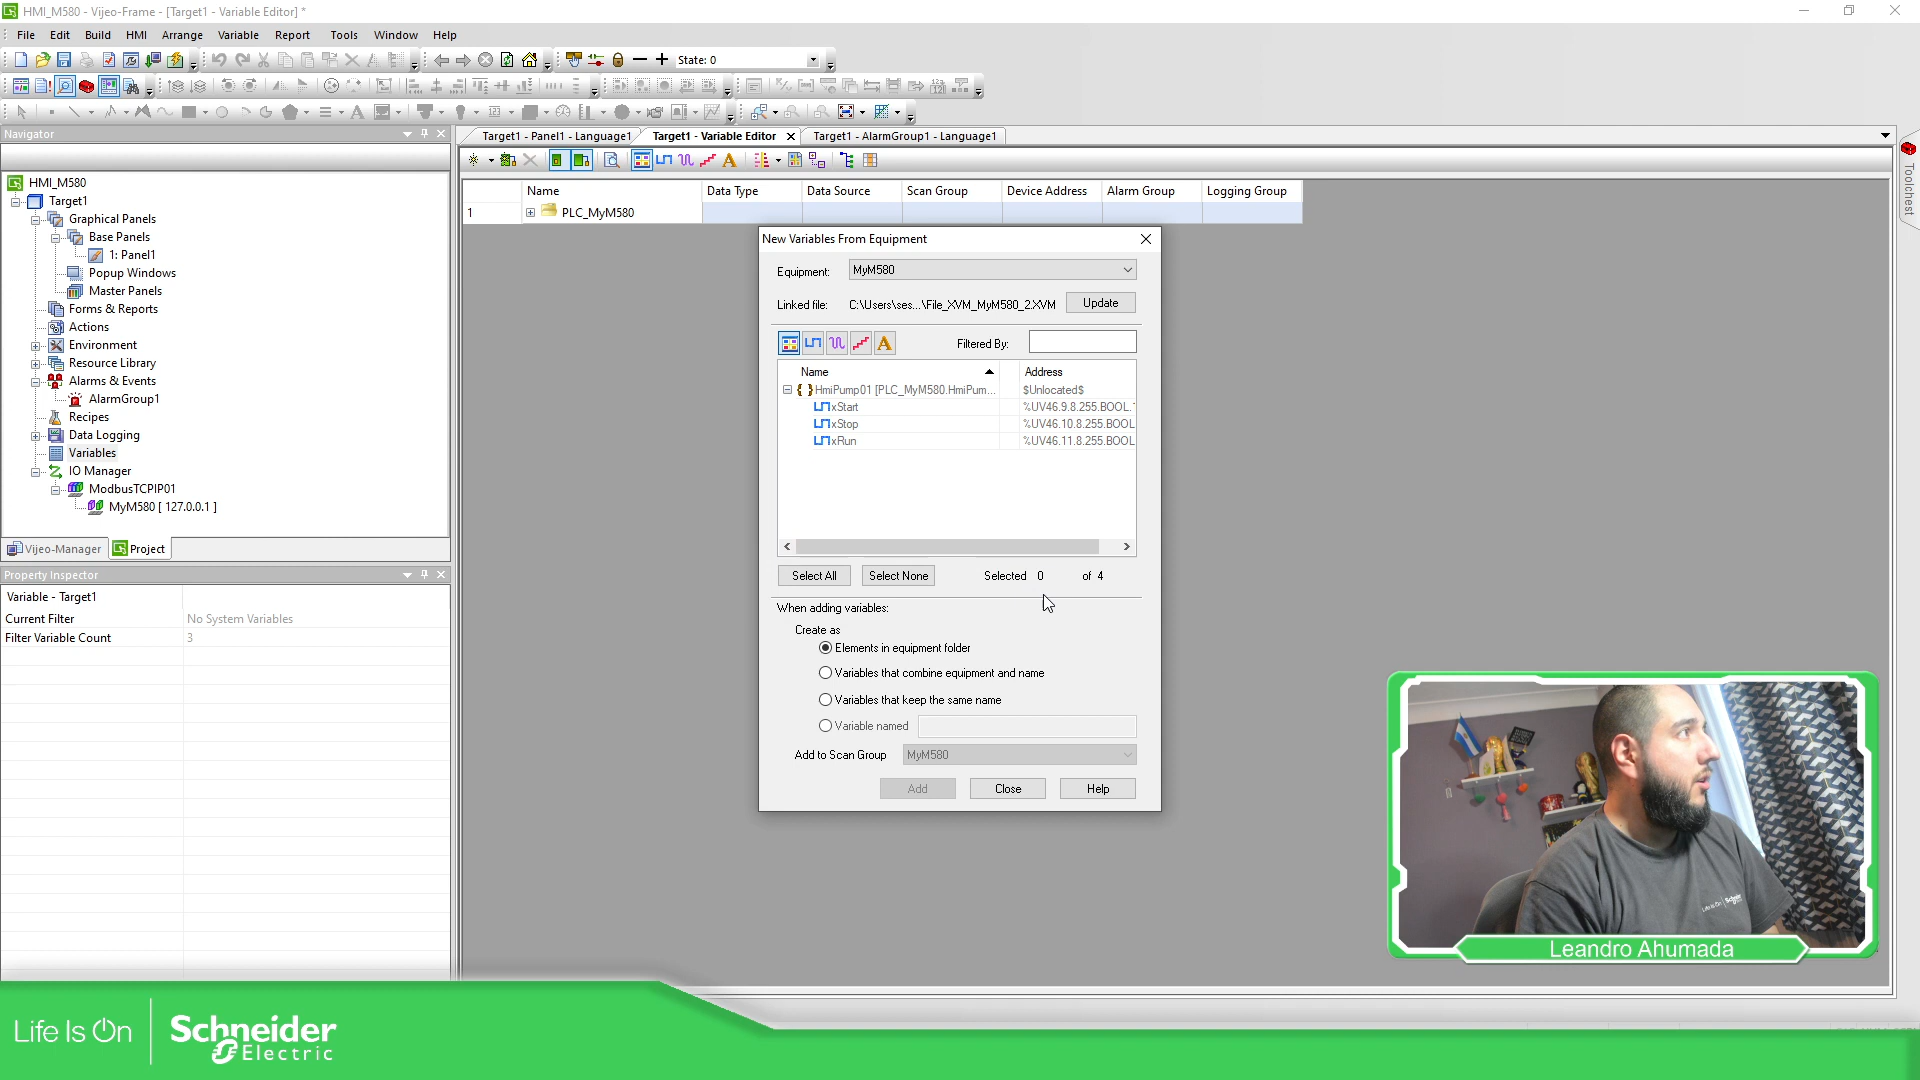 HMI_M580 - Vijeo-Frame - [Target1 - Variable Editor] *
File Edit Build HMI Arrange Variable Report Tools Window Help
State: 0
Navigator
Target1 - Panel1 - Language1
Target1 - Variable Editor
Target1 - AlarmGroup1 - Language1
Toolchest
HMI_M580
Target1
Graphical Panels
Base Panels
1: Panel1
Popup Windows
Master Panels
Forms & Reports
Actions
Environment
Resource Library
Alarms & Events
AlarmGroup1
Recipes
Data Logging
Variables
IO Manager
ModbusTCPIP01
MyM580 [ 127.0.0.1 ]
Vijeo-Manager Project
Property Inspector
Variable - Target1
Current Filter No System Variables
Filter Variable Count 3
Name Data Type Data Source Scan Group Device Address Alarm Group Logging Group
1 PLC_MyM580
New Variables From Equipment
Equipment: MyM580
Linked file: C:\Users\ses...\File_XVM_MyM580_2.XVM Update
Filtered By:
Name Address
HmiPump01 [PLC_MyM580.HmiPum... $Unlocated$
xStart %UV46.9.8.255.BOOL.
xStop %UV46.10.8.255.BOOL
xRun %UV46.11.8.255.BOOL
Select All Select None Selected 0 of 4
When adding variables:
Create as
Elements in equipment folder
Variables that combine equipment and name
Variables that keep the same name
Variable named
Add to Scan Group MyM580
Add Close Help
Life Is On Schneider
Leandro Ahumada
Life Is On Schneider Electric